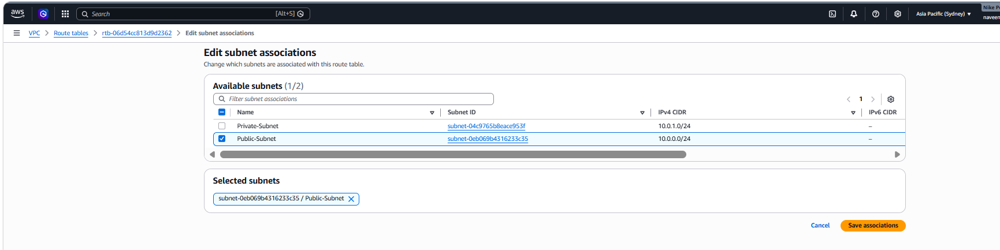 aws Search [Alt+S] Asia Pacific (Sydney) Nike
naveen
VPC > Route tables > rtb-06d54cc813d9d2362 > Edit subnet associations
Edit subnet associations
Change which subnets are associated with this route table.
Available subnets (1/2)
Filter subnet associations 1
Name Subnet ID IPv4 CIDR IPv6 CIDR
Private-Subnet subnet-04c9765b8eace953f 10.0.1.0/24 –
Public-Subnet subnet-0eb069b4316233c35 10.0.0.0/24 –
Selected subnets
subnet-0eb069b4316233c35 / Public-Subnet
Cancel Save associations